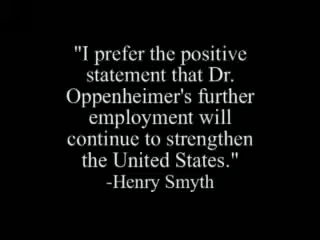 "I prefer the positive
statement that Dr.
Oppenheimer's further
employment will
continue to strengthen
the United States."
-Henry Smyth